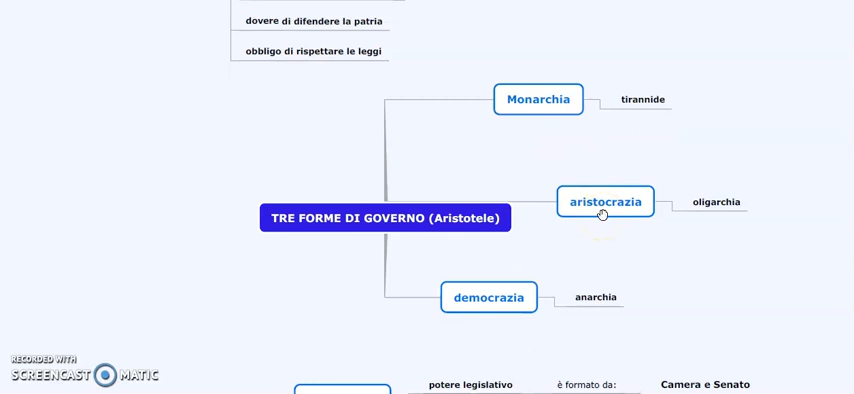 dovere di difendere la patria
obbligo di rispettare le leggi
Monarchia
tirannide
aristocrazia
oligarchia
TRE FORME DI GOVERNO (Aristotele)
democrazia
anarchia
RECORDED WITH
SCREENCAST MATIC
potere legislativo
è formato da:
Camera e Senato